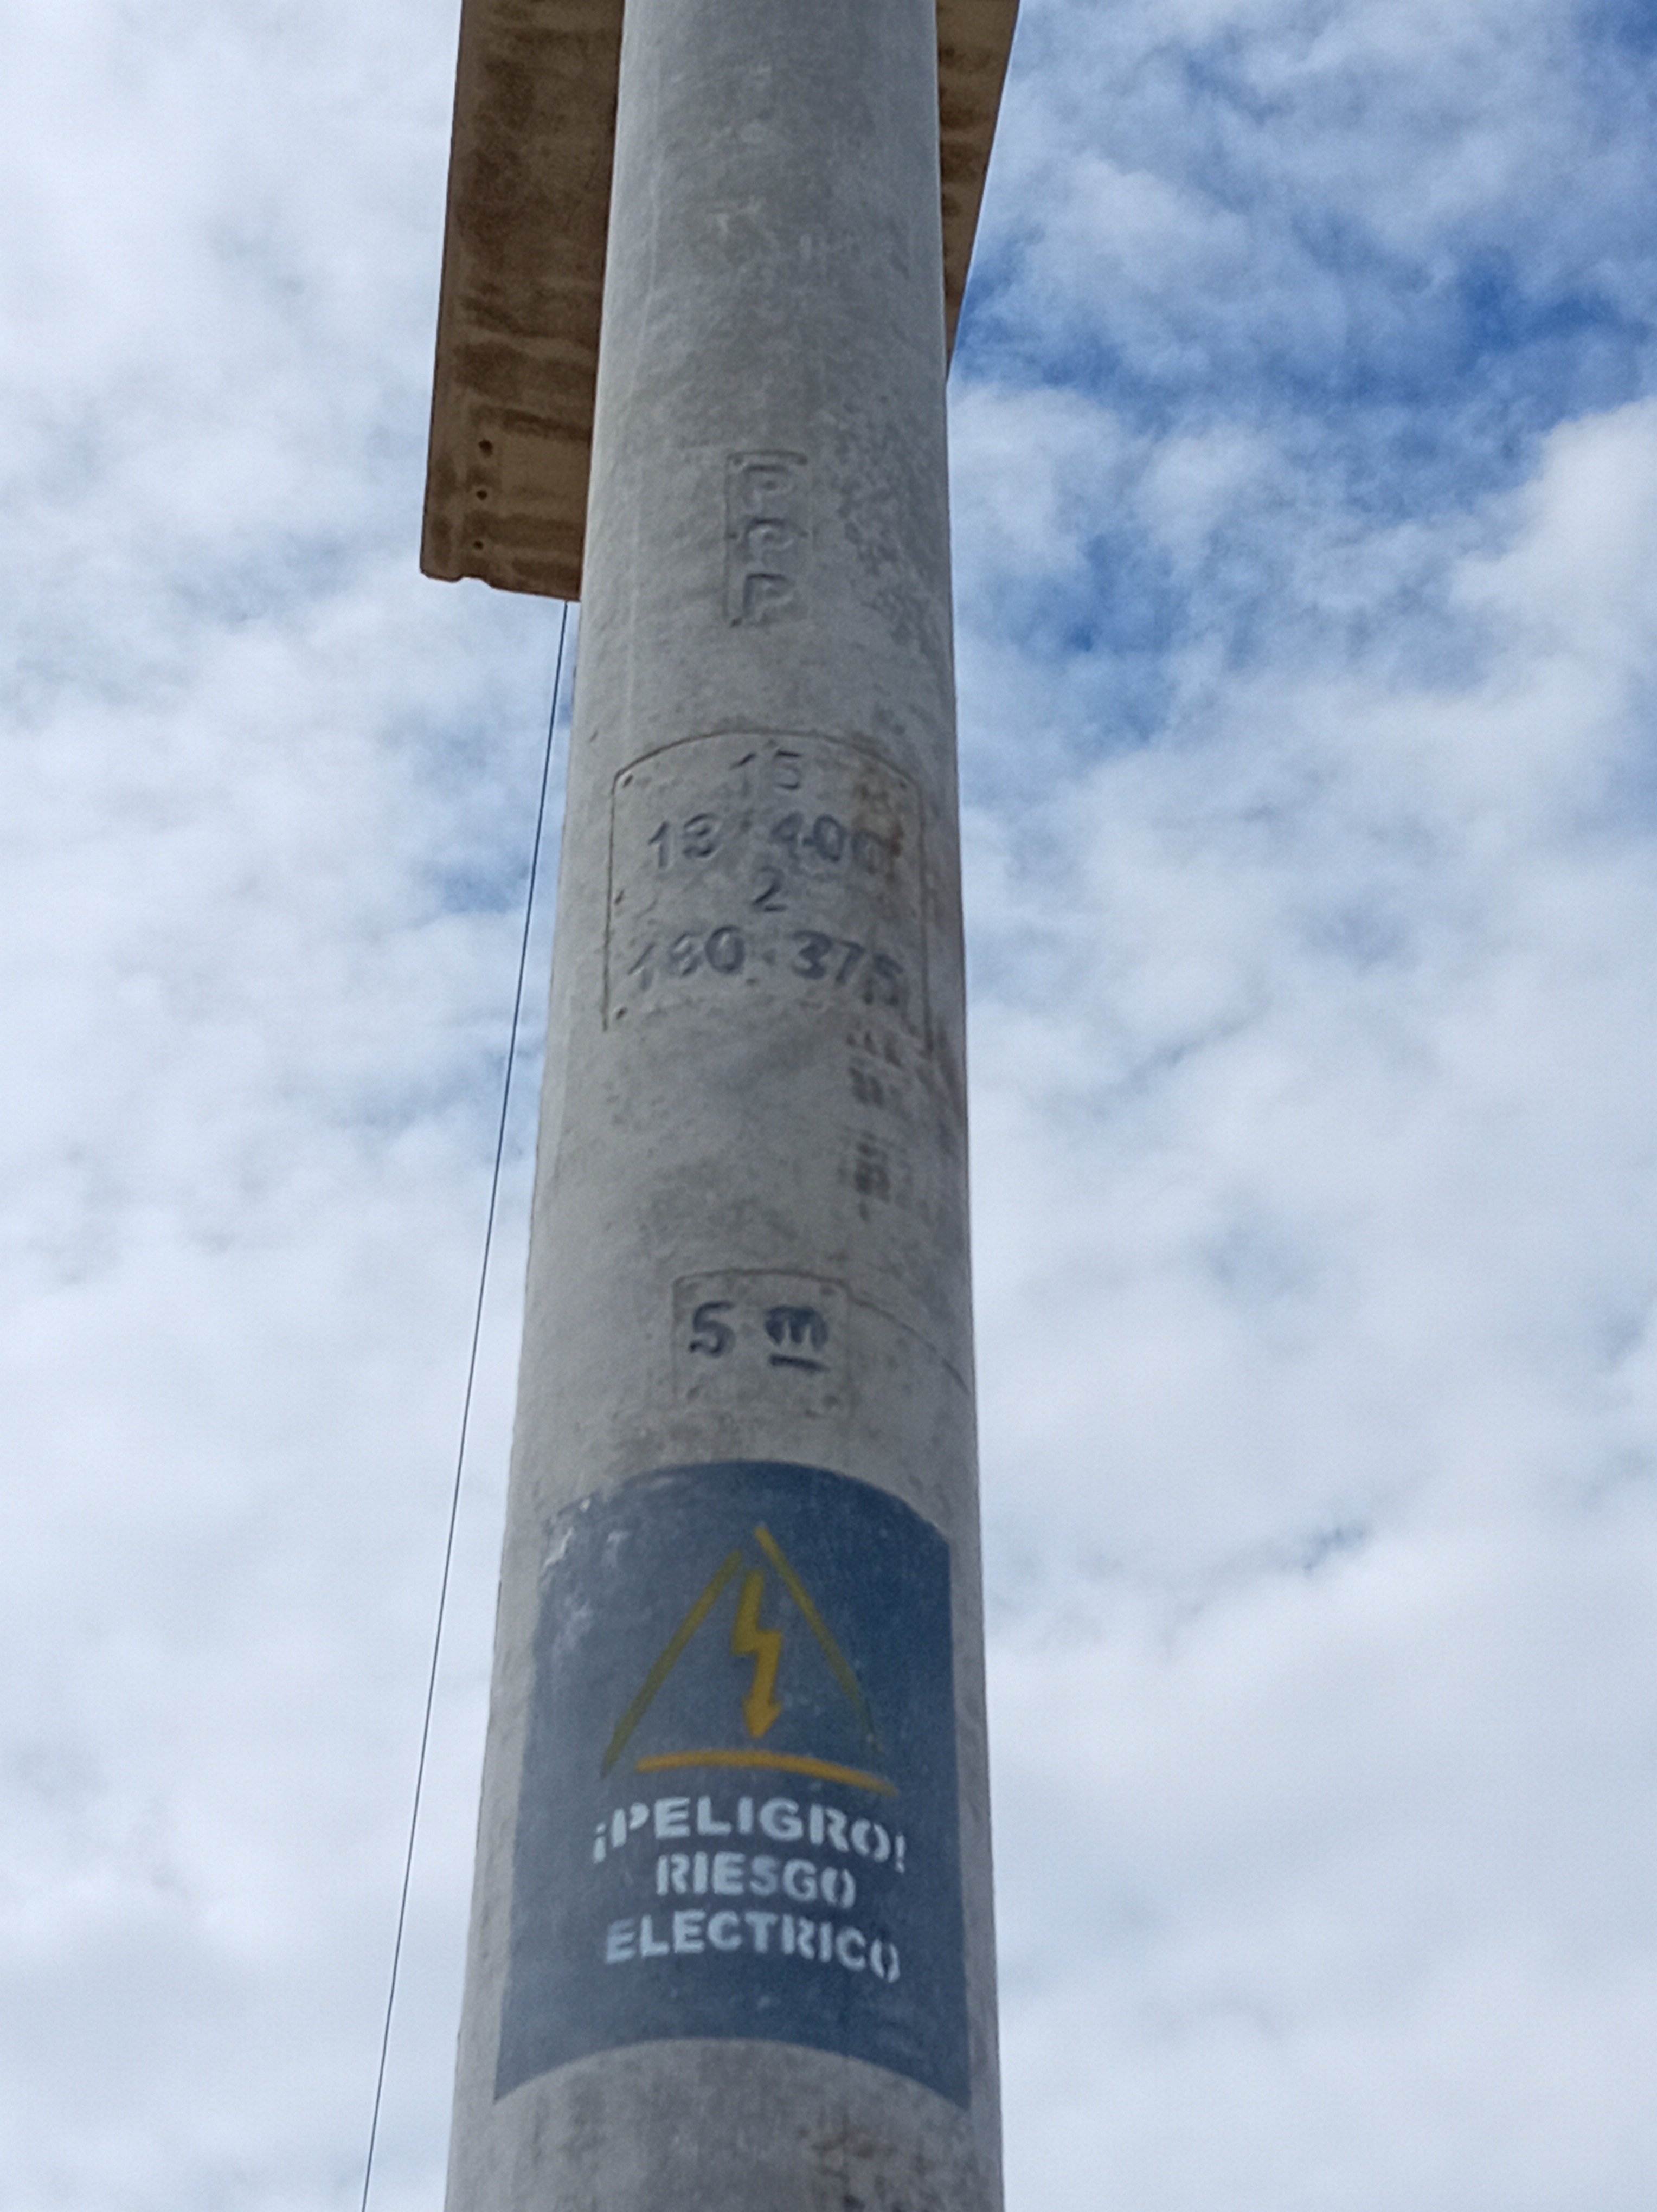 P
P
P
15
13 400
2
180 375
5 m
¡PELIGRO!
RIESGO
ELECTRICO